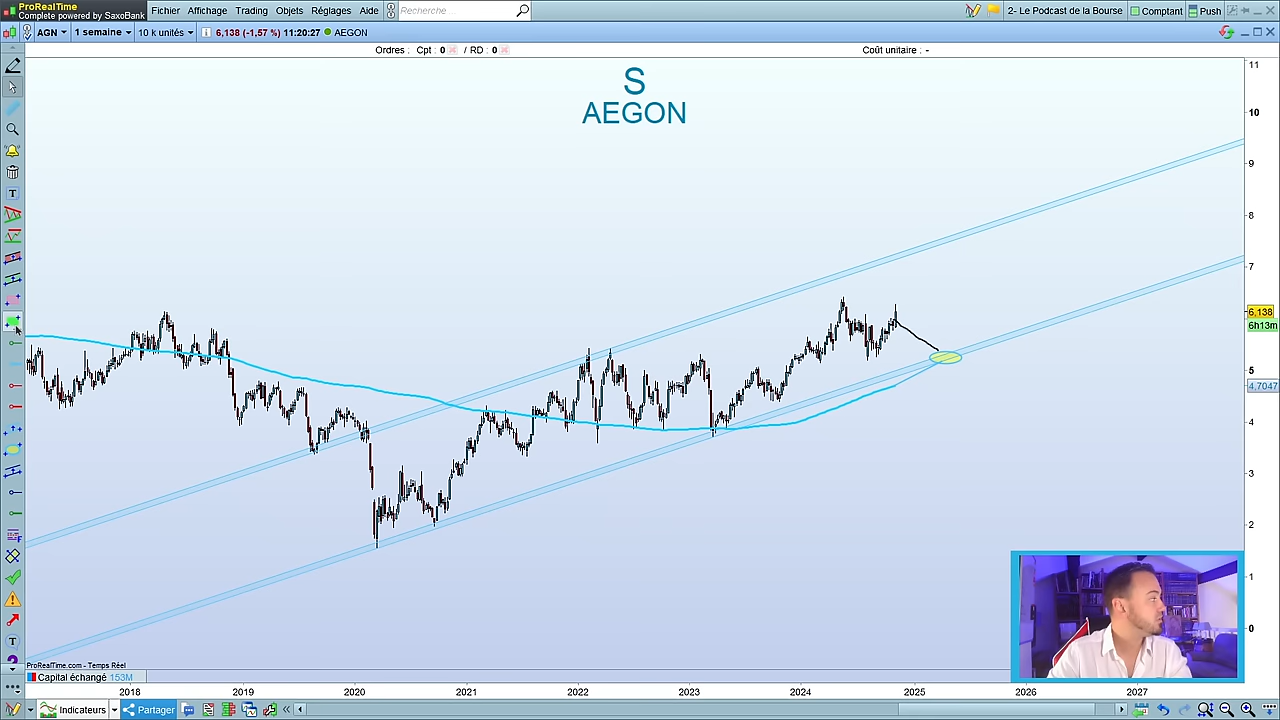 ProRealTime
Complete powered by SaxoBank
Fichier Affichage Trading Objets Réglages Aide Recherche... 2- Le Podcast de la Bourse Comptant Push
AGN 1 semaine 10 k unités i 6,138 (-1,57 %) 11:20:27 AEGON
Ordres : Cpt : 0 / RD : 0 Coût unitaire : -
S
AEGON
11
10
9
8
7
6,138
6h13m
5
4,7047
4
3
2
1
0
ProRealTime.com - Temps Réel
Capital échangé 153M
2018 2019 2020 2021 2022 2023 2024 2025 2026 2027
Indicateurs Partager